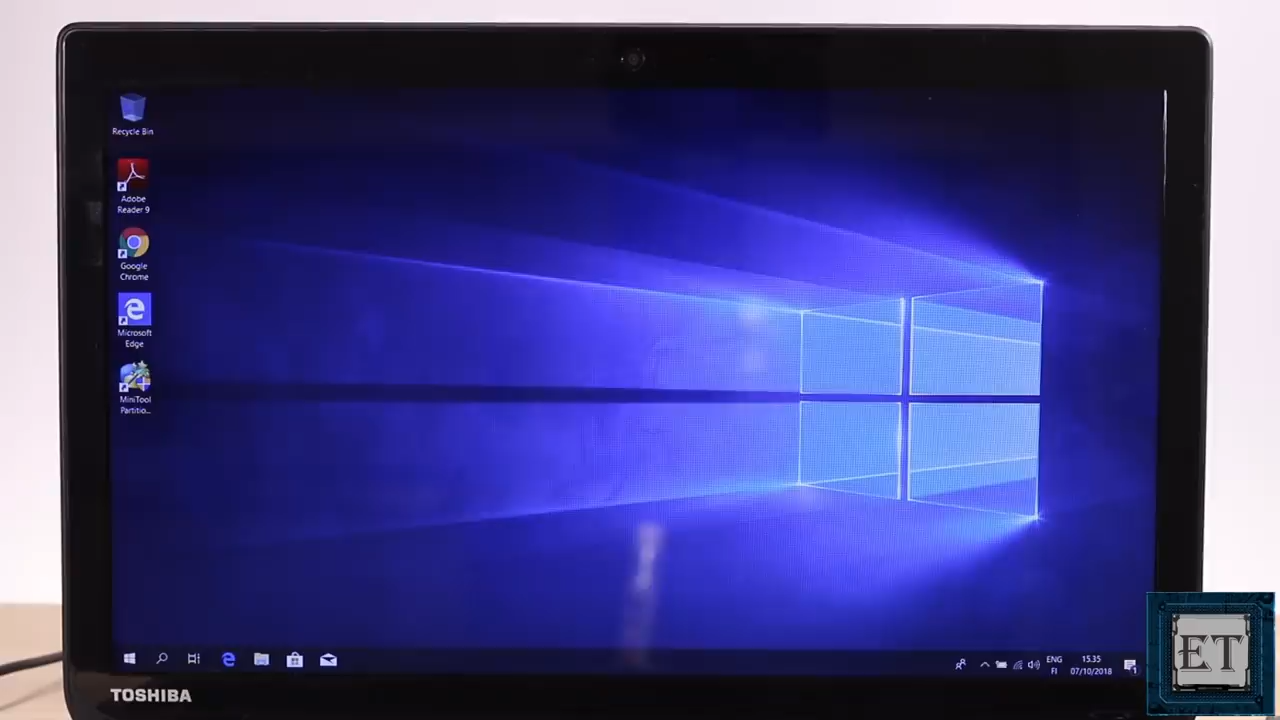 Recycle Bin
Adobe
Reader 9
Google
Chrome
Microsoft
Edge
MiniTool
Partitio...
ENG
FI
15.35
07/10/2018
1
TOSHIBA
ET